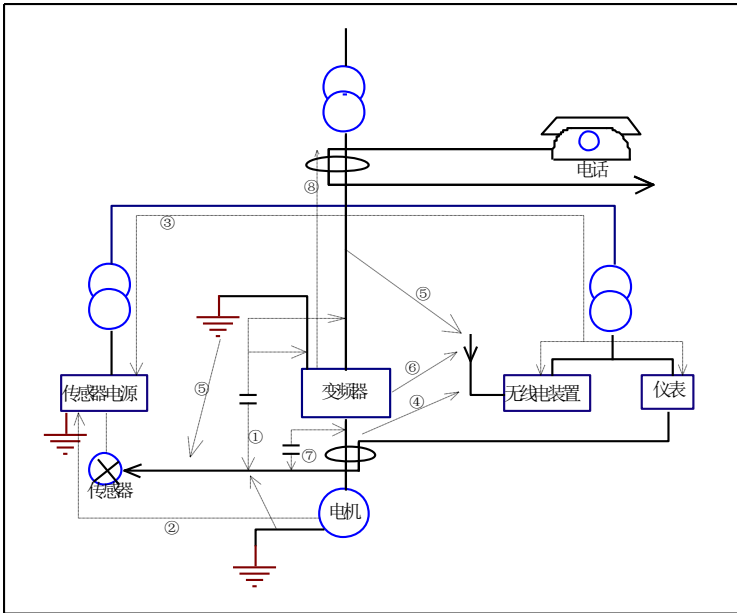 电话
⑧
③
⑤
⑤
⑥
变频器
传感器电源
无线电装置
仪表
④
①
⑦
传感器
电机
②